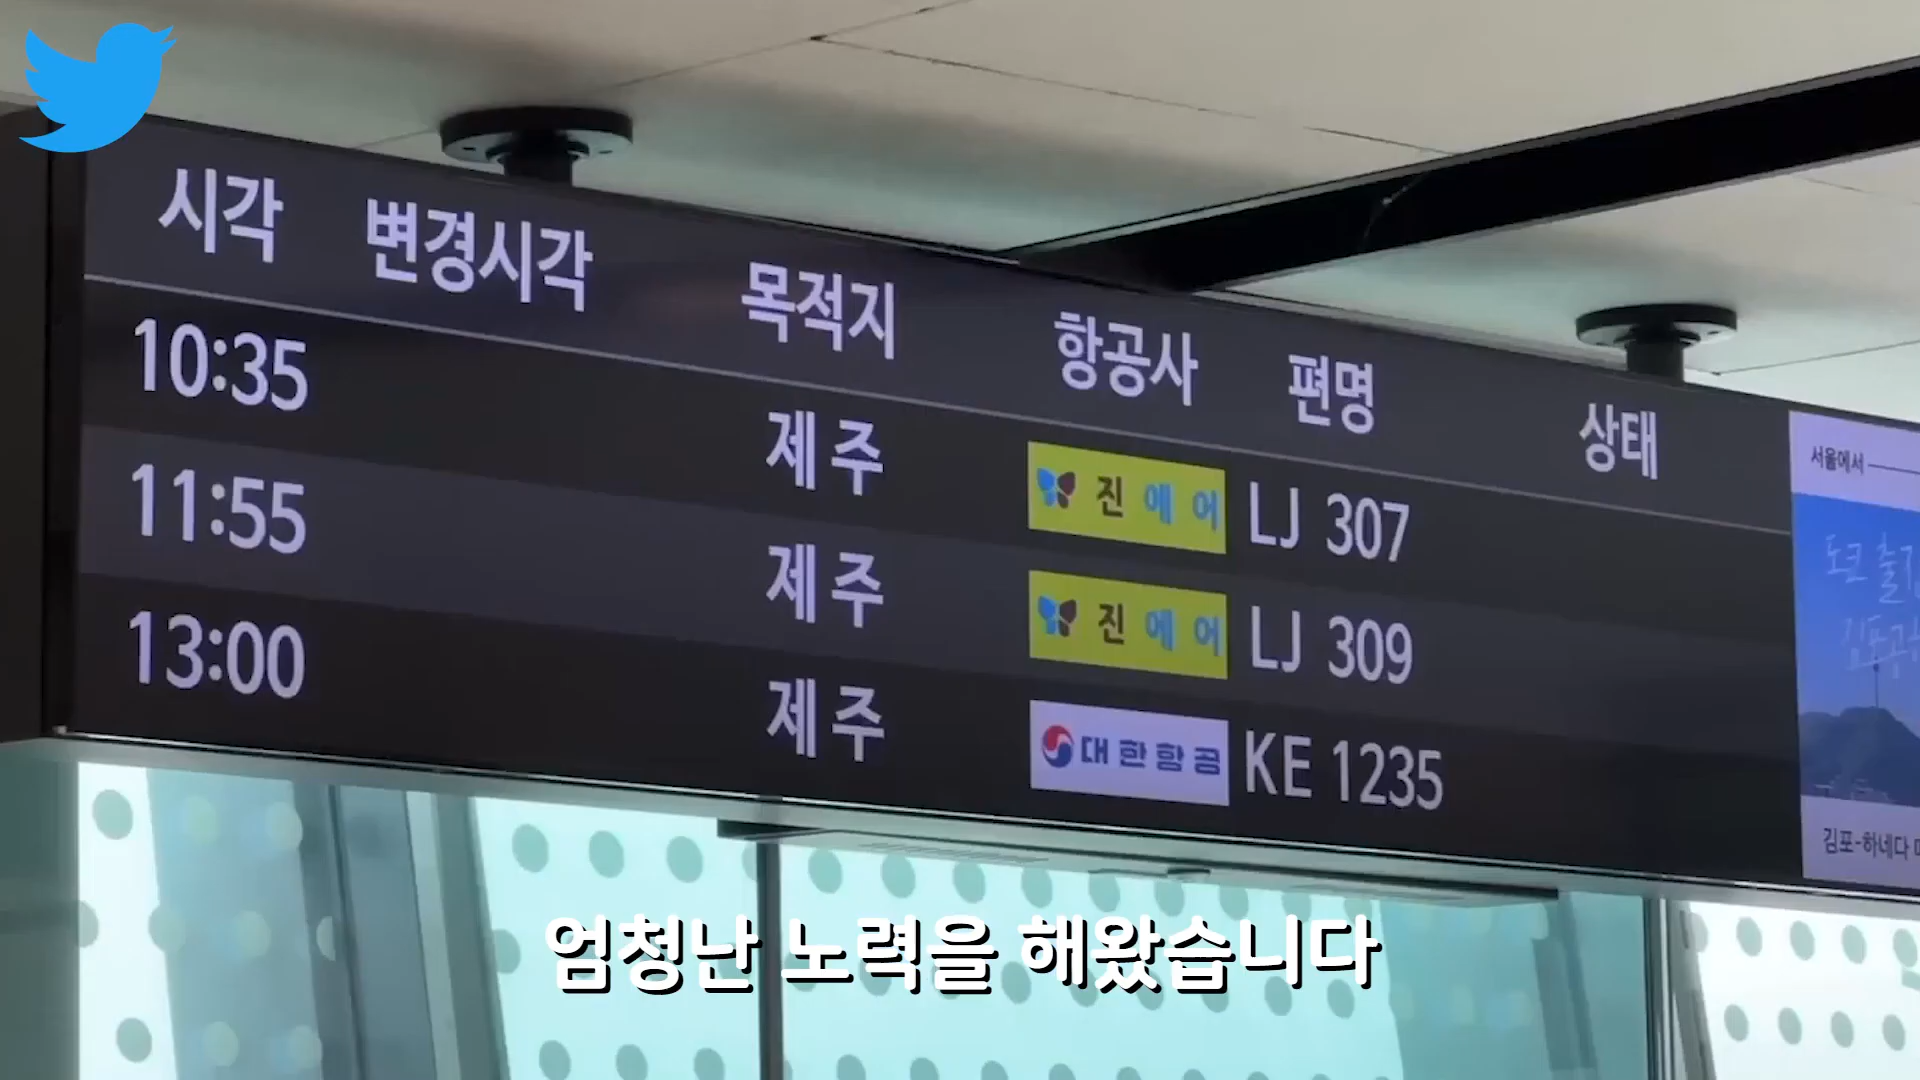 시각 변경시각 목적지 항공사 편명 상태
10:35 제주 진에어 LJ 307
11:55 제주 진에어 LJ 309
13:00 제주 대한항공 KE 1235
서울에서
김포-하네다
엄청난 노력을 해왔습니다